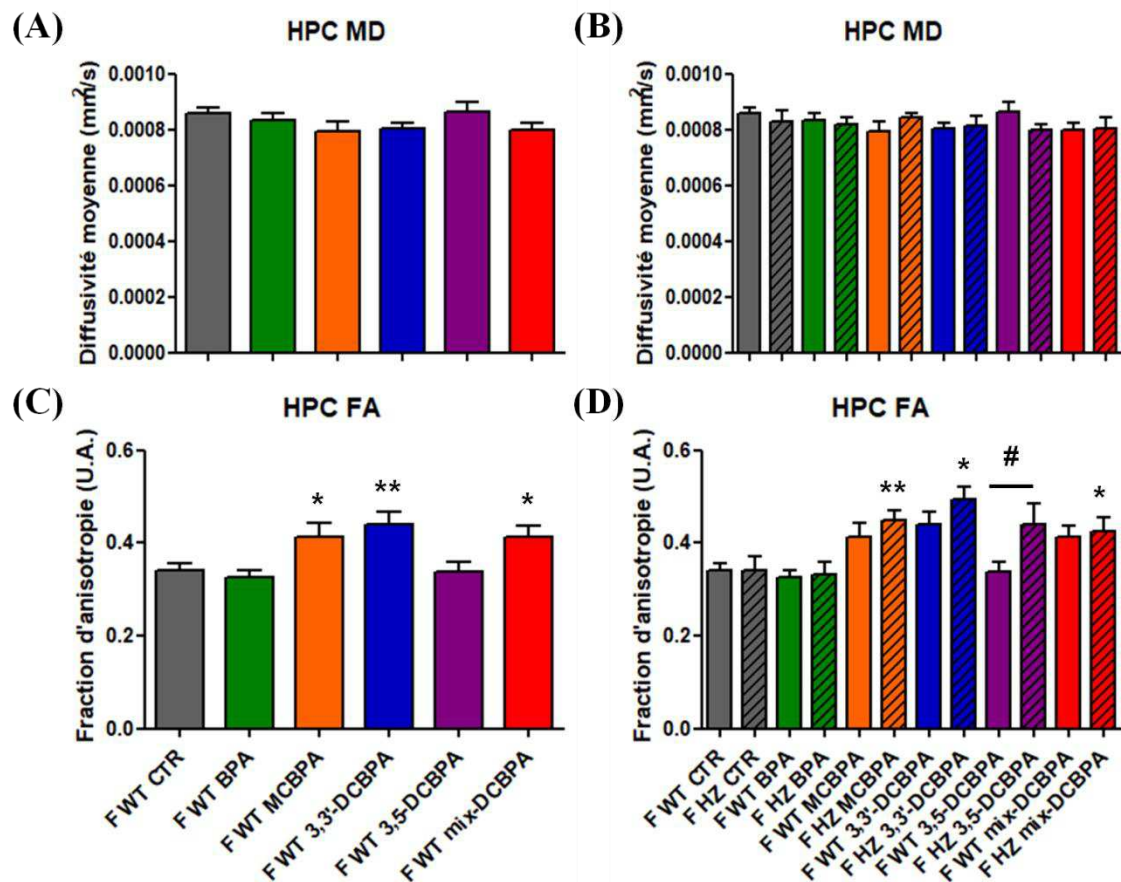 (A)
HPC MD
Diffusivité moyenne (mm²/s)
0.0010
0.0008
0.0006
0.0004
0.0002
0.0000
(B)
HPC MD
Diffusivité moyenne (mm²/s)
0.0010
0.0008
0.0006
0.0004
0.0002
0.0000
(C)
HPC FA
Fraction d'anisotropie (U.A.)
0.6
0.4
0.2
0.0
*
**
*
F WT CTR
F WT BPA
F WT MCBPA
F WT 3,3'-DCBPA
F WT 3,5-DCBPA
F WT mix-DCBPA
(D)
HPC FA
Fraction d'anisotropie (U.A.)
0.6
0.4
0.2
0.0
**
*
#
*
F WT CTR
F HZ CTR
F WT BPA
F HZ BPA
F WT MCBPA
F HZ MCBPA
F WT 3,3'-DCBPA
F HZ 3,3'-DCBPA
F WT 3,5-DCBPA
F HZ 3,5-DCBPA
F WT mix-DCBPA
F HZ mix-DCBPA